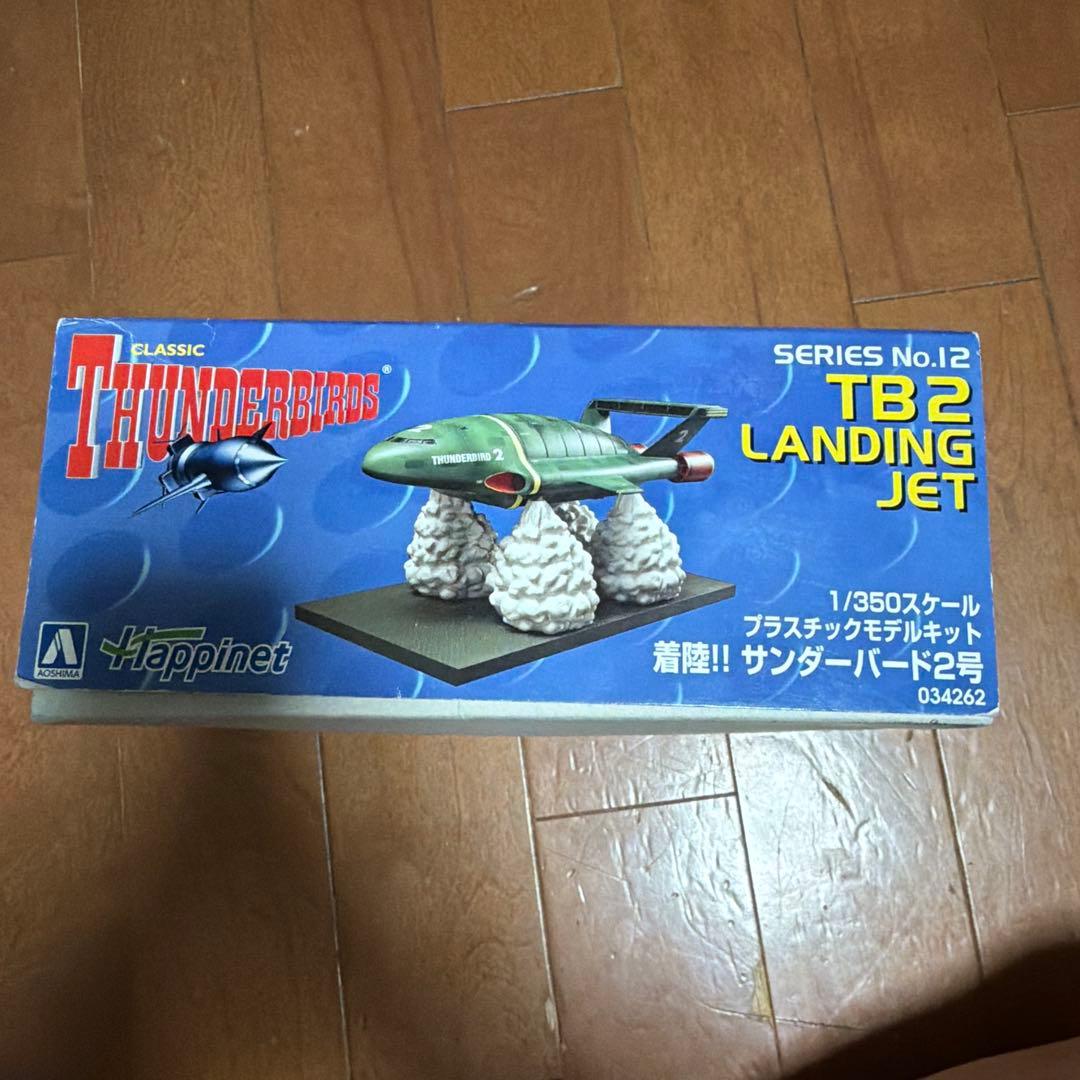 CLASSIC
THUNDERBIRDS®
SERIES No.12
TB2
LANDING
JET
THUNDERBIRD 2
2
1/350スケール
プラスチックモデルキット
着陸!! サンダーバード2号
034262
AOSHIMA
Happinet